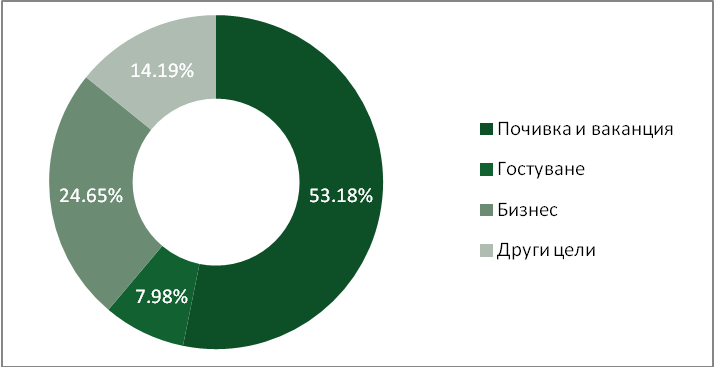 14.19%
53.18%
24.65%
7.98%
Почивка и ваканция
Гостуване
Бизнес
Други цели